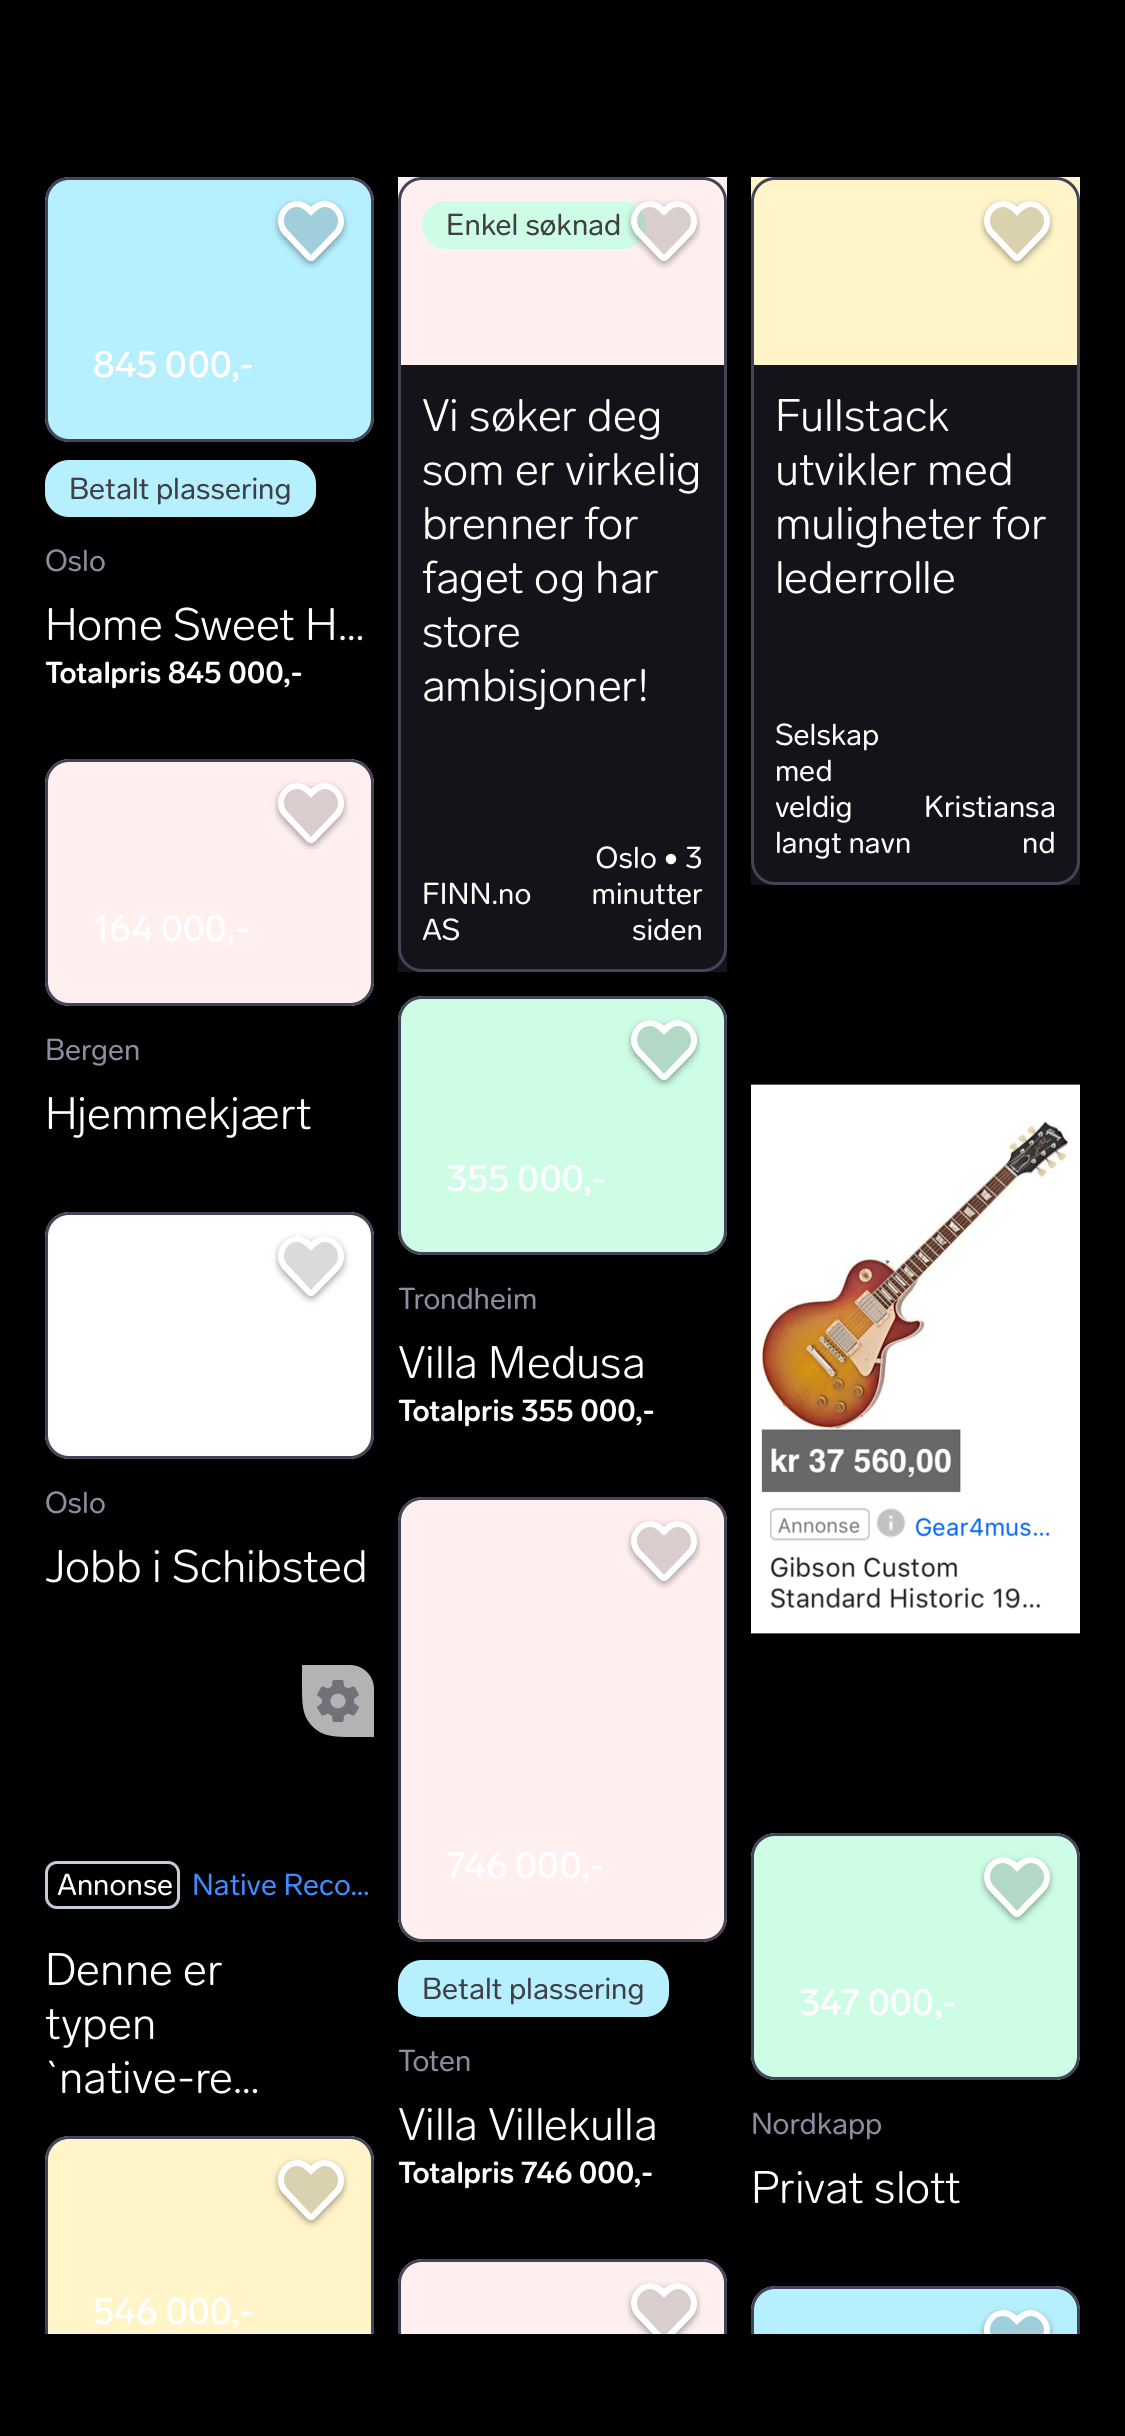 845 000,-
Betalt plassering
Oslo
Home Sweet H...
Totalpris 845 000,-
164 000,-
Bergen
Hjemmekjært
Oslo
Jobb i Schibsted
Annonse Native Reco...
Denne er
typen
`native-re...
546 000,-
Enkel søknad
Vi søker deg
som er virkelig
brenner for
faget og har
store
ambisjoner!
FINN.no
AS
Oslo • 3
minutter
siden
355 000,-
Trondheim
Villa Medusa
Totalpris 355 000,-
746 000,-
Betalt plassering
Toten
Villa Villekulla
Totalpris 746 000,-
Fullstack
utvikler med
muligheter for
lederrolle
Selskap
med
veldig
langt navn
Kristiansa
nd
kr 37 560,00
Annonse Gear4mus...
Gibson Custom
Standard Historic 19...
347 000,-
Nordkapp
Privat slott